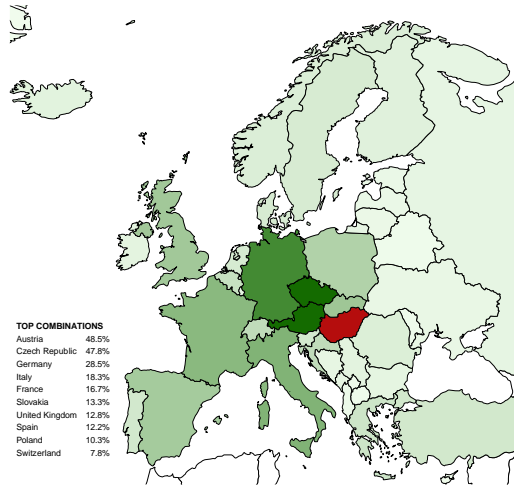 TOP COMBINATIONS
Austria 48.5%
Czech Republic 47.8%
Germany 28.5%
Italy 18.3%
France 16.7%
Slovakia 13.3%
United Kingdom 12.8%
Spain 12.2%
Poland 10.3%
Switzerland 7.8%